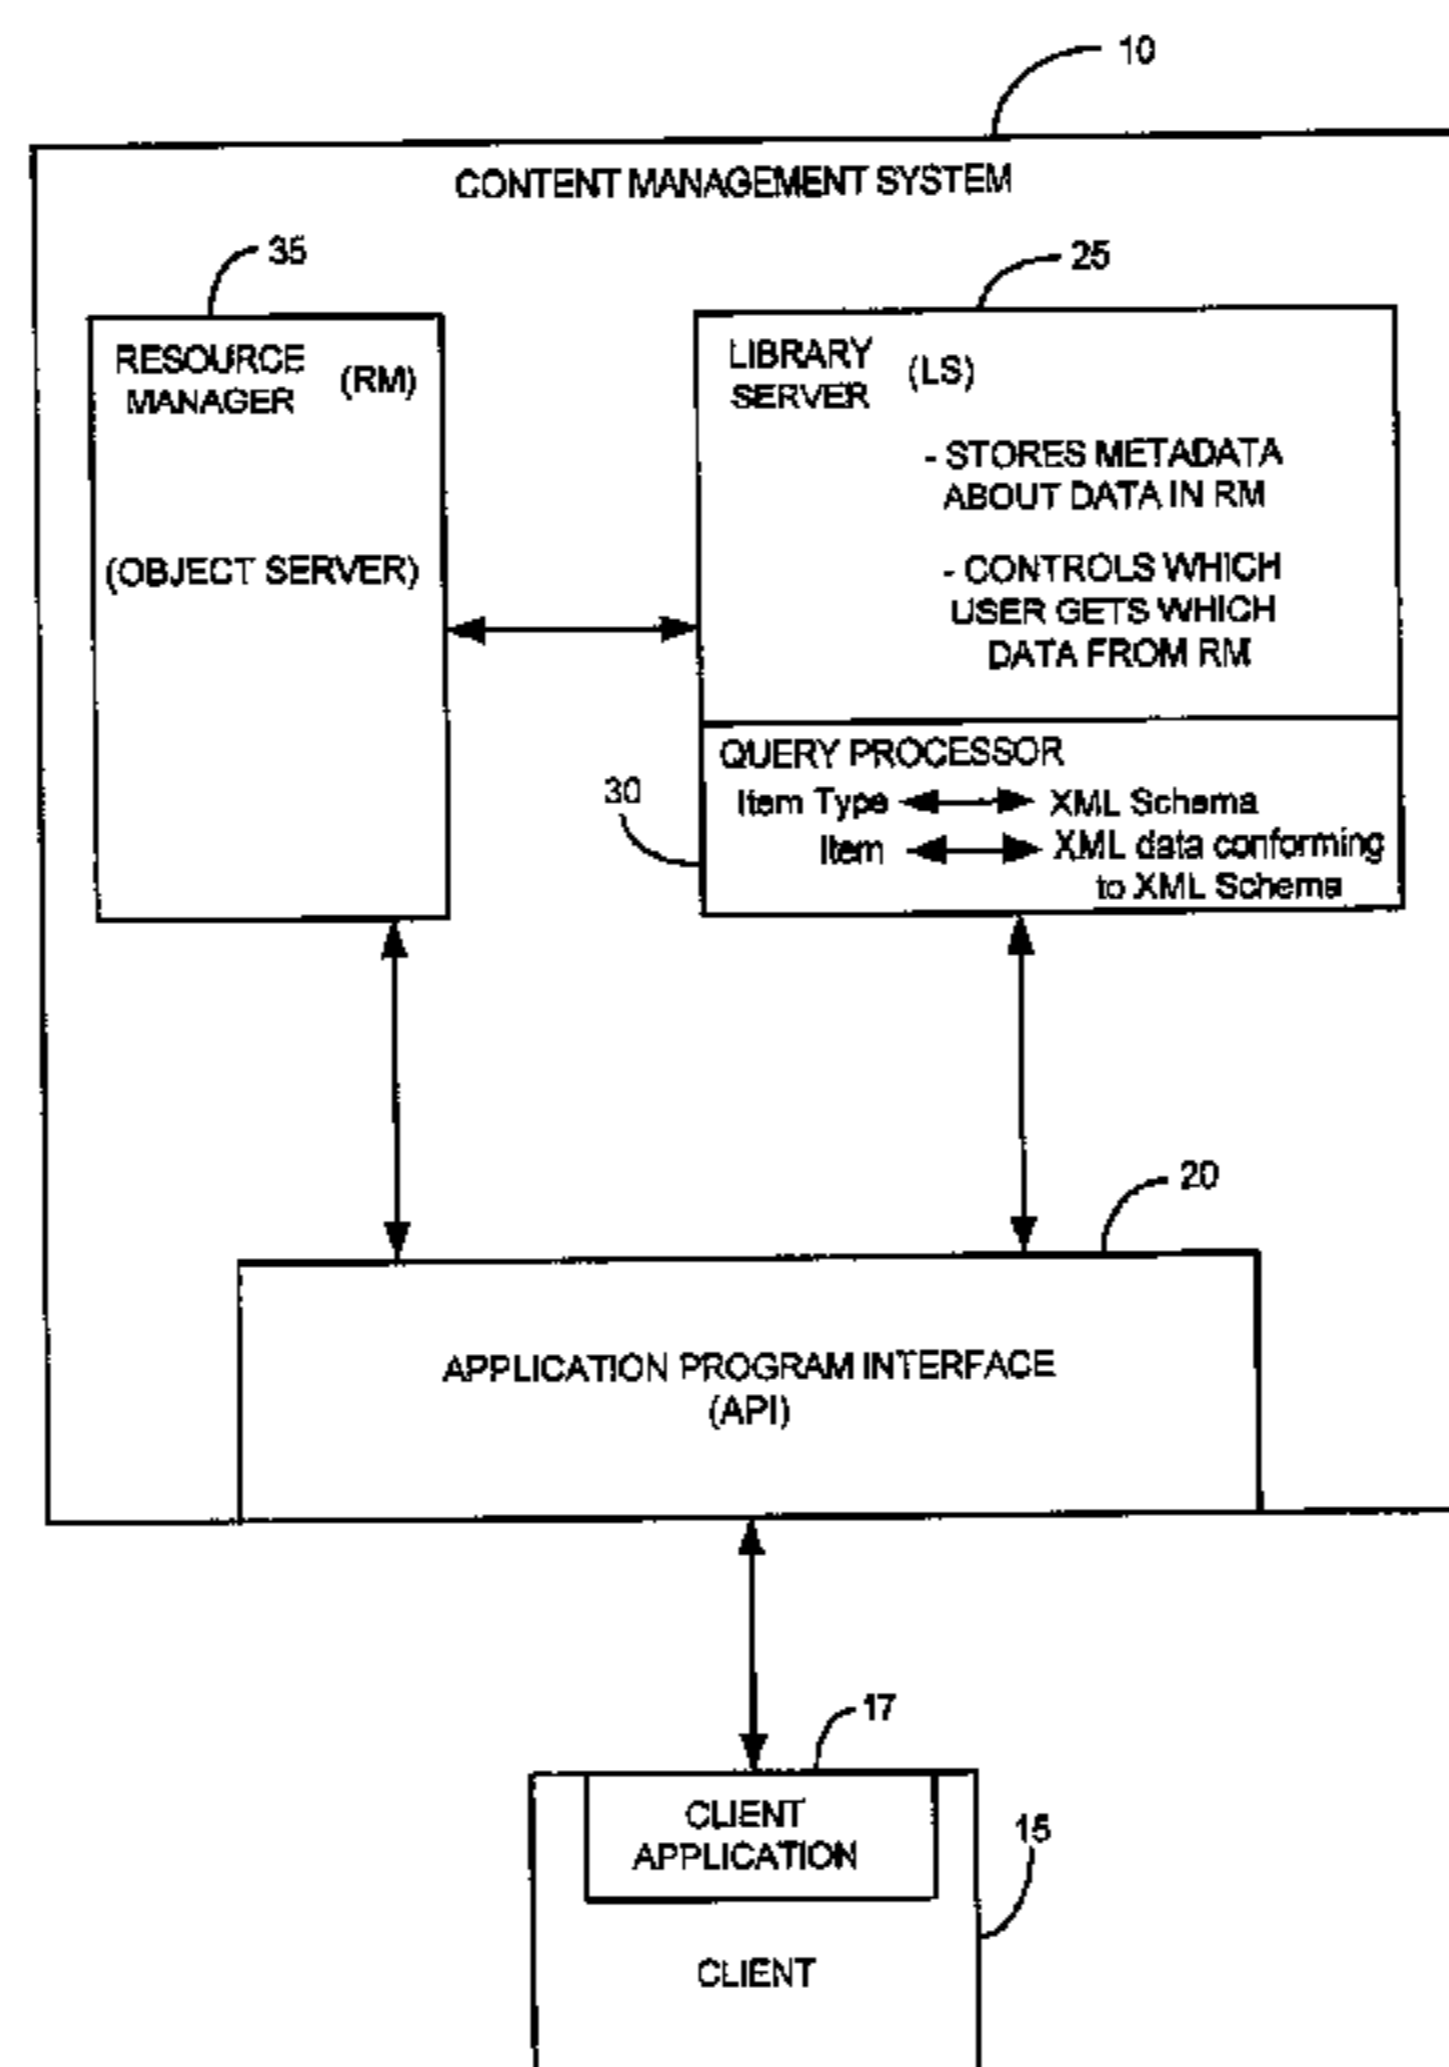 10
CONTENT MANAGEMENT SYSTEM
35
25
RESOURCE
MANAGER
(RM)
(OBJECT SERVER)
LIBRARY
SERVER
(LS)
- STORES METADATA
ABOUT DATA IN RM
- CONTROLS WHICH
USER GETS WHICH
DATA FROM RM
30
QUERY PROCESSOR
Item Type XML Schema
Item XML data conforming
to XML Schema
20
APPLICATION PROGRAM INTERFACE
(API)
17
CLIENT
APPLICATION
15
CLIENT